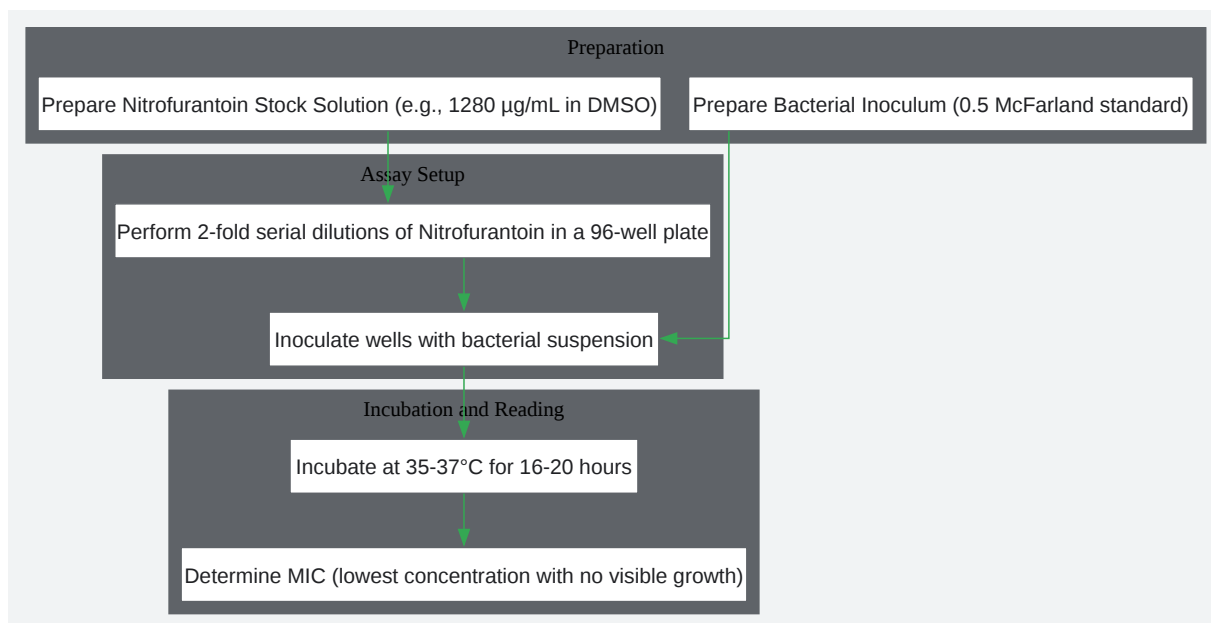 Preparation
Prepare Nitrofurantoin Stock Solution (e.g., 1280 µg/mL in DMSO)
Prepare Bacterial Inoculum (0.5 McFarland standard)
Assay Setup
Perform 2-fold serial dilutions of Nitrofurantoin in a 96-well plate
Inoculate wells with bacterial suspension
Incubation and Reading
Incubate at 35-37°C for 16-20 hours
Determine MIC (lowest concentration with no visible growth)